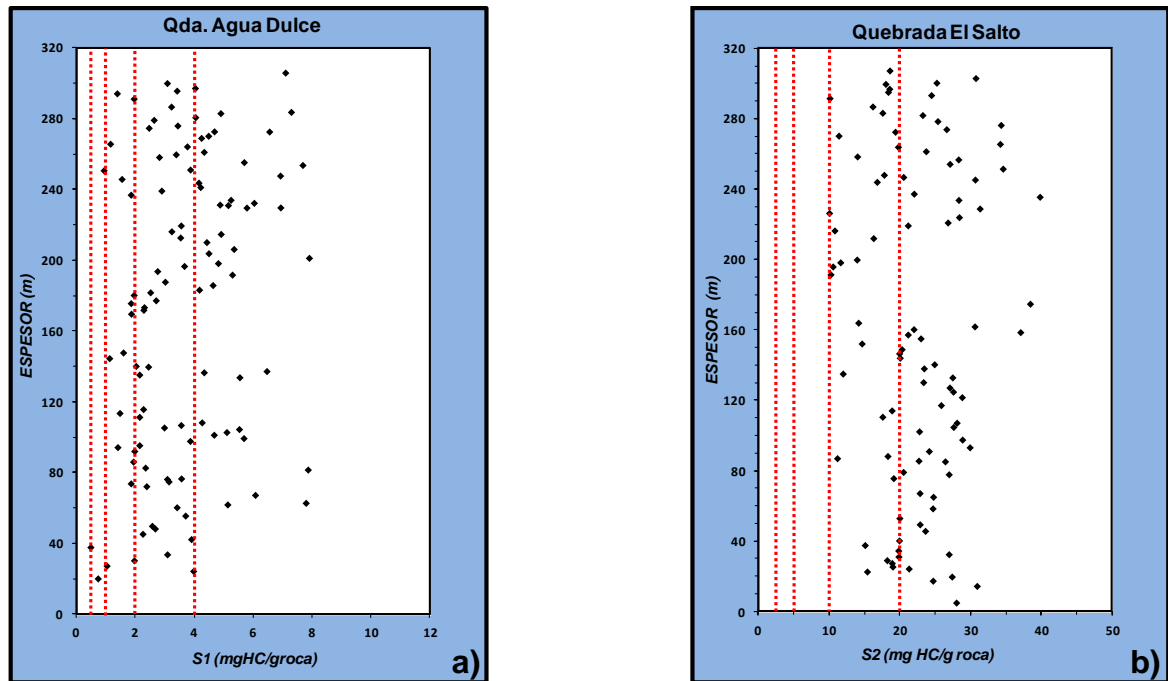 Qda. Agua Dulce
320
280
240
200
160
120
80
40
0
ESPESOR (m)
0 2 4 6 8 10 12
S1 (mgHC/groca)
a)
Quebrada El Salto
320
280
240
200
160
120
80
40
0
ESPESOR (m)
0 10 20 30 40 50
S2 (mg HC/g roca)
b)